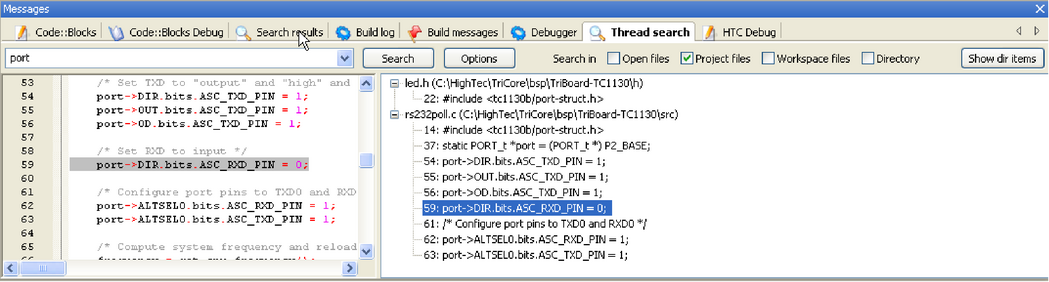 Messages
Code::Blocks Code::Blocks Debug Search results Build log Build messages Debugger Thread search HTC Debug
port Search Options Search in Open files Project files Workspace files Directory Show dir items
53 /* Set TXD to "output" and "high" and
54 port->DIR.bits.ASC_TXD_PIN = 1;
55 port->OUT.bits.ASC_TXD_PIN = 1;
56 port->OD.bits.ASC_TXD_PIN = 1;
57
58 /* Set RXD to input */
59 port->DIR.bits.ASC_RXD_PIN = 0;
60
61 /* Configure port pins to TXD0 and RXD
62 port->ALTSEL0.bits.ASC_RXD_PIN = 1;
63 port->ALTSEL0.bits.ASC_TXD_PIN = 1;
64
65 /* Compute system frequency and reload
led.h (C:\HighTec\TriCore\bsp\TriBoard-TC1130\h)
22: #include <tc1130b/port-struct.h>
rs232poll.c (C:\HighTec\TriCore\bsp\TriBoard-TC1130\src)
14: #include <tc1130b/port-struct.h>
37: static PORT_t *port = (PORT_t *) P2_BASE;
54: port->DIR.bits.ASC_TXD_PIN = 1;
55: port->OUT.bits.ASC_TXD_PIN = 1;
56: port->OD.bits.ASC_TXD_PIN = 1;
59: port->DIR.bits.ASC_RXD_PIN = 0;
61: /* Configure port pins to TXD0 and RXD0 */
62: port->ALTSEL0.bits.ASC_RXD_PIN = 1;
63: port->ALTSEL0.bits.ASC_TXD_PIN = 1;